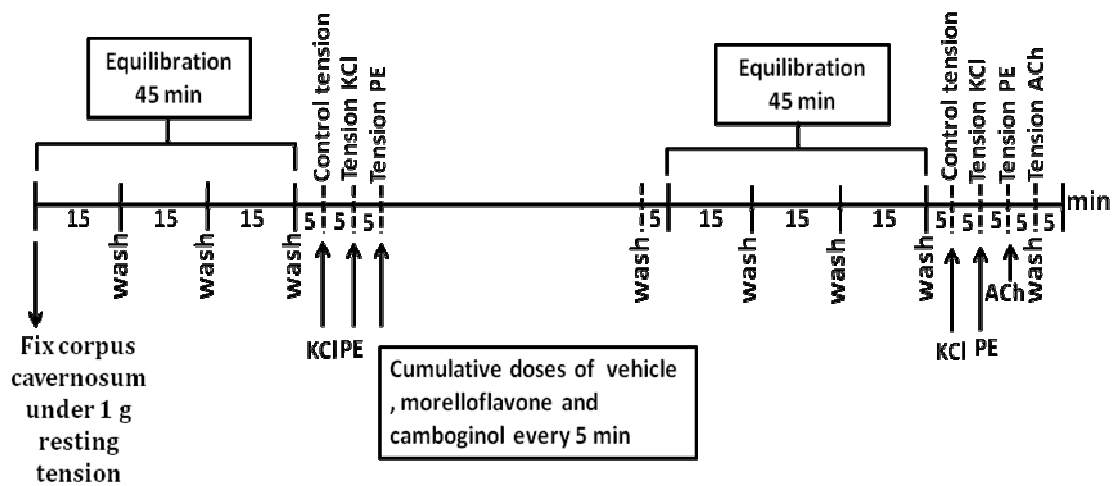 Equilibration
45 min
Control tension
Tension KCl
Tension PE
Equilibration
45 min
Control tension
Tension KCl
Tension PE
Tension ACh
min
15
15
15
5
5
5
5
15
15
15
5
5
5
5
wash
wash
wash
wash
wash
wash
wash
wash
KCl
PE
KCl
PE
ACh
Fix corpus
cavernosum
under 1 g
resting
tension
Cumulative doses of vehicle
, morelloflavone and
camboginol every 5 min